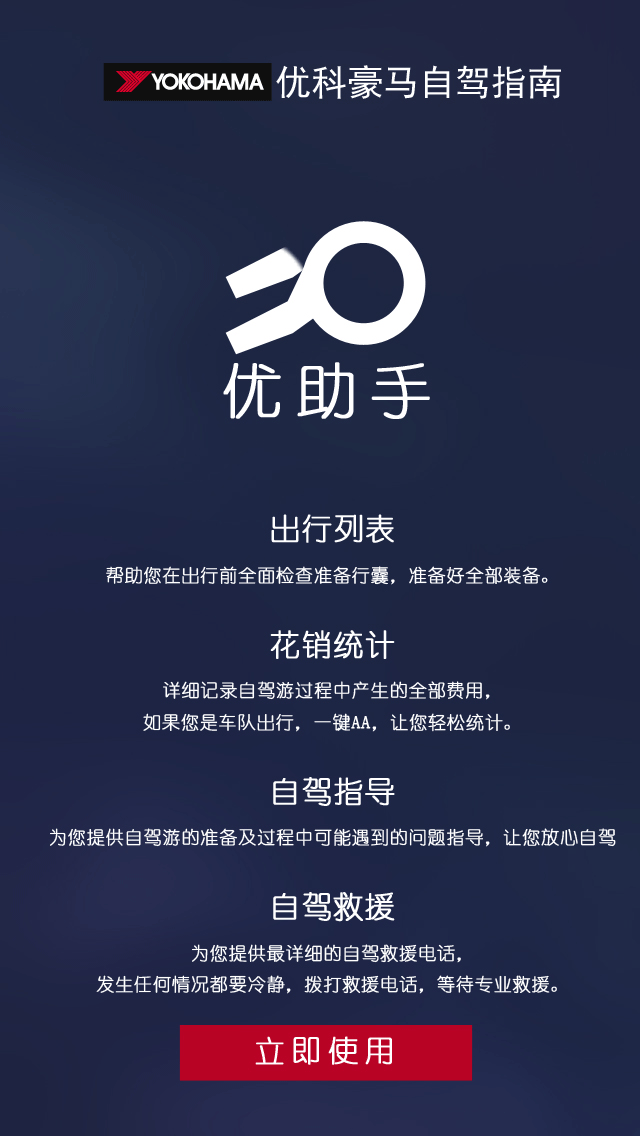 YOKOHAMA 优科豪马自驾指南
优助手
出行列表
帮助您在出行前全面检查准备行囊，准备好全部装备。
花销统计
详细记录自驾游过程中产生的全部费用，
如果您是车队出行，一键AA，让您轻松统计。
自驾指导
为您提供自驾游的准备及过程中可能遇到的问题指导，让您放心自驾
自驾救援
为您提供最详细的自驾救援电话，
发生任何情况都要冷静，拨打救援电话，等待专业救援。
立即使用